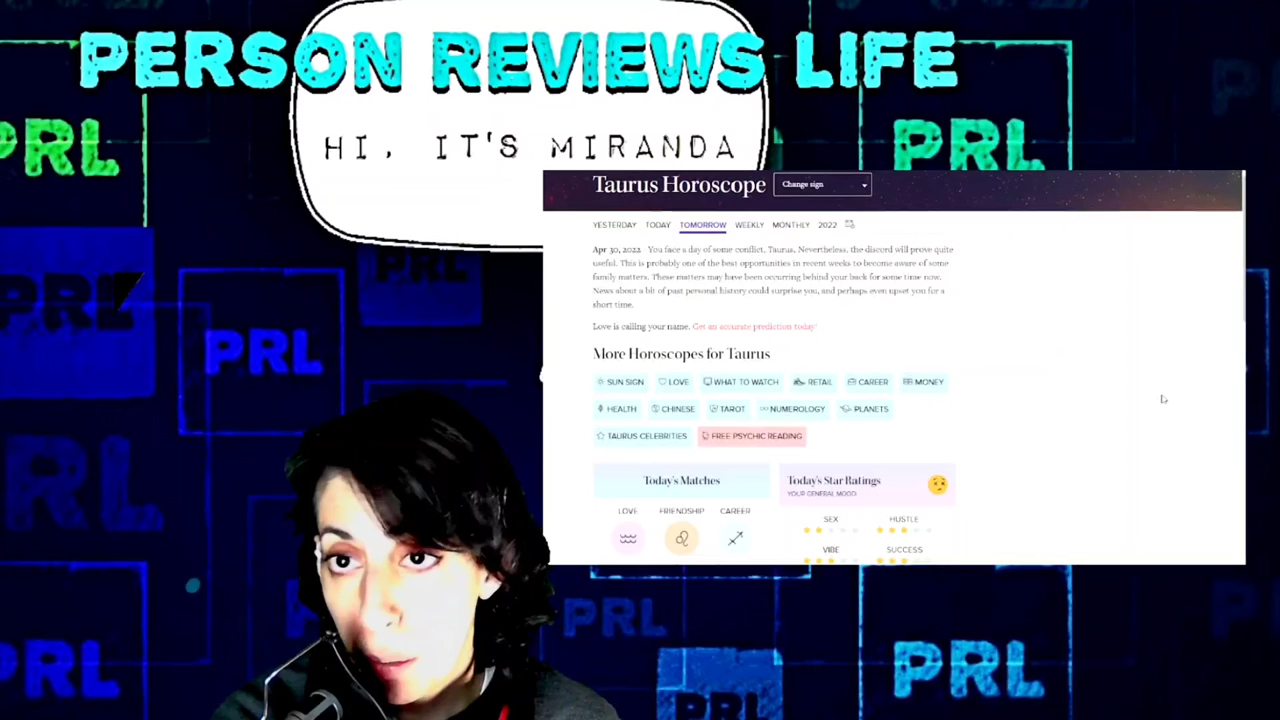 PERSON REVIEWS LIFE
HI, IT'S MIRANDA
PRL
PRL
Taurus Horoscope
Change sign
YESTERDAY TODAY TOMORROW WEEKLY MONTHLY 2022
Apr 30, 2022 - You face a day of some conflict, Taurus. Nevertheless, the discord will prove quite
useful. This is probably one of the best opportunities in recent weeks to become aware of some
family matters. These matters may have been occurring behind your back for some time now.
News about a bit of past personal history could surprise you, and perhaps even upset you for a
short time.
Love is calling your name. Get an accurate prediction today!
More Horoscopes for Taurus
SUN SIGN LOVE WHAT TO WATCH RETAIL CAREER MONEY
HEALTH CHINESE TAROT NUMEROLOGY PLANETS
TAURUS CELEBRITIES FREE PSYCHIC READING
Today's Matches
Today's Star Ratings
YOUR GENERAL MOOD
LOVE FRIENDSHIP CAREER
SEX HUSTLE
VIBE SUCCESS
PRL
PRL
PRL
PRL
PRL
PRL
PRL
PRL
PRL